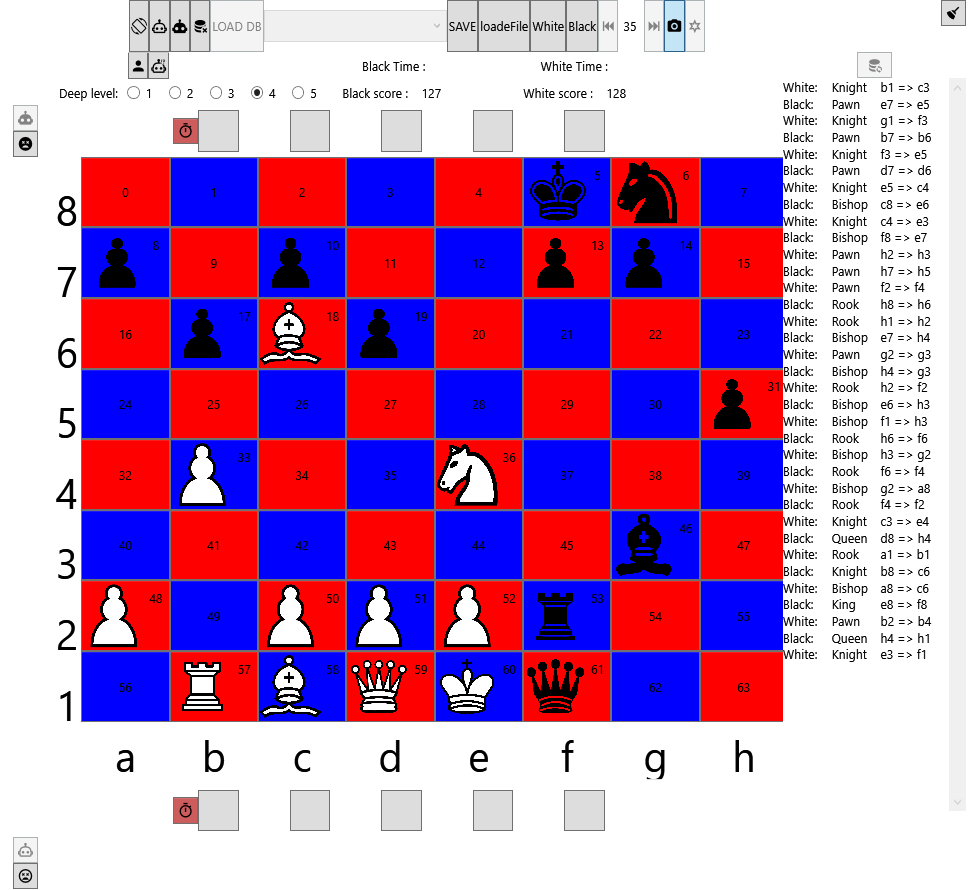 LOAD DB SAVE loadeFile White Black 35
Black Time : White Time :
Deep level: 1 2 3 4 5 Black score : 127 White score : 128
8 0 1 2 3 4 5 6 7
7 8 9 10 11 12 13 14 15
6 16 17 18 19 20 21 22 23
5 24 25 26 27 28 29 30 31
4 32 33 34 35 36 37 38 39
3 40 41 42 43 44 45 46 47
2 48 49 50 51 52 53 54 55
1 56 57 58 59 60 61 62 63
a b c d e f g h
White: Knight b1 => c3
Black: Pawn e7 => e5
White: Knight g1 => f3
Black: Pawn b7 => b6
White: Knight f3 => e5
Black: Pawn d7 => d6
White: Knight e5 => c4
Black: Bishop c8 => e6
White: Knight c4 => e3
Black: Bishop f8 => e7
White: Pawn h2 => h3
Black: Pawn h7 => h5
White: Pawn f2 => f4
Black: Rook h8 => h6
White: Rook h1 => h2
Black: Bishop e7 => h4
White: Pawn g2 => g3
Black: Bishop h4 => g3
White: Rook h2 => f2
Black: Bishop e6 => h3
White: Bishop f1 => h3
Black: Rook h6 => f6
White: Bishop h3 => g2
Black: Rook f6 => f4
White: Bishop g2 => a8
Black: Rook f4 => f2
White: Knight c3 => e4
Black: Queen d8 => h4
White: Rook a1 => b1
Black: Knight b8 => c6
White: Bishop a8 => c6
Black: King e8 => f8
White: Pawn b2 => b4
Black: Queen h4 => h1
White: Knight e3 => f1